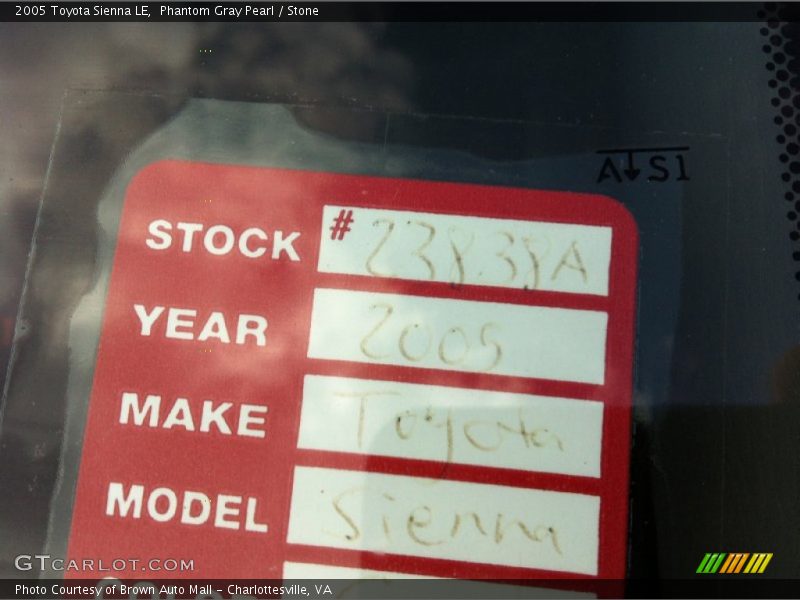 2005 Toyota Sienna LE,  Phantom Gray Pearl / Stone
A↓S1
STOCK # 23838A
YEAR 2005
MAKE Toyota
MODEL Sienna
GTCARLOT.COM
Photo Courtesy of Brown Auto Mall - Charlottesville, VA